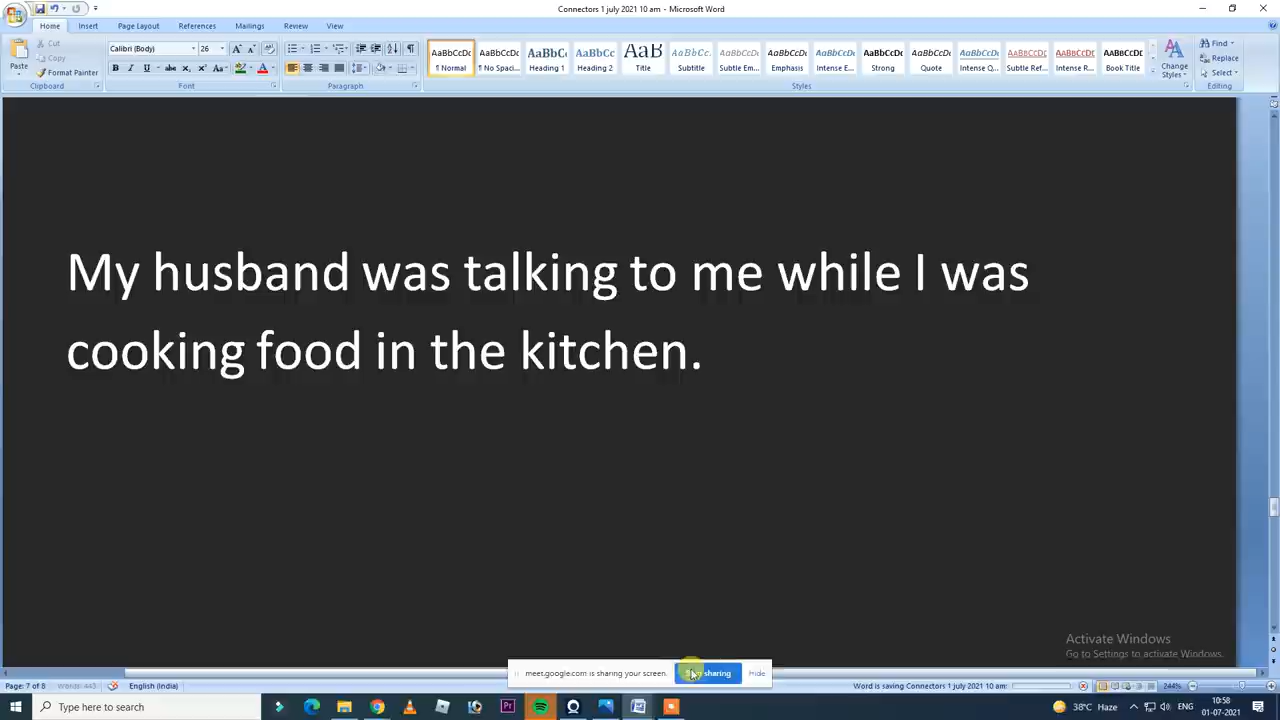 Connectors 1 july 2021 10 am - Microsoft Word
Home Insert Page Layout References Mailings Review View
Paste Cut Copy Format Painter
Calibri (Body) 26
AaBbCcDc AaBbCcDc AaBbC AaBbCc AaB AaBbCc. AaBbCcDc AaBbCcDc AaBbCcDc AaBbCcDc AaBbCcDc AaBbCcDc AaBbCcDc AaBbCcDc AaBbCcDc
¶ Normal ¶ No Spaci... Heading 1 Heading 2 Title Subtitle Subtle Em... Emphasis Intense E... Strong Quote Intense Q... Subtle Ref... Intense R... Book Title
Change Styles
Find Replace Select
Clipboard Font Paragraph Styles Editing
My husband was talking to me while I was
cooking food in the kitchen.
Activate Windows
Go to Settings to activate Windows.
meet.google.com is sharing your screen. sharing Hide
Page: 7 of 8 Words: 443 English (India) Word is saving Connectors 1 july 2021 10 am: 244%
Type here to search 38°C Haze ENG 10:58
01-07-2021